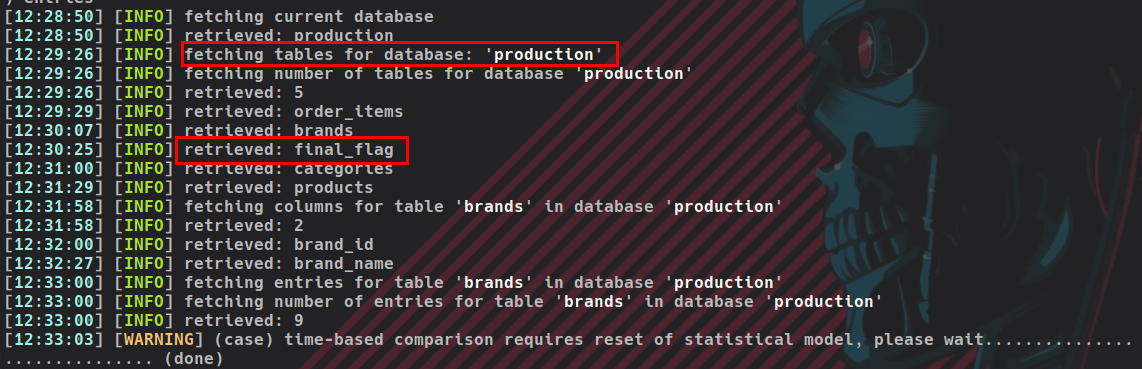 ) entries
[12:28:50] [INFO] fetching current database
[12:28:50] [INFO] retrieved: production
[12:29:26] [INFO] fetching tables for database: 'production'
[12:29:26] [INFO] fetching number of tables for database 'production'
[12:29:26] [INFO] retrieved: 5
[12:29:29] [INFO] retrieved: order_items
[12:30:07] [INFO] retrieved: brands
[12:30:25] [INFO] retrieved: final_flag
[12:31:00] [INFO] retrieved: categories
[12:31:29] [INFO] retrieved: products
[12:31:58] [INFO] fetching columns for table 'brands' in database 'production'
[12:31:58] [INFO] retrieved: 2
[12:32:00] [INFO] retrieved: brand_id
[12:32:27] [INFO] retrieved: brand_name
[12:33:00] [INFO] fetching entries for table 'brands' in database 'production'
[12:33:00] [INFO] fetching number of entries for table 'brands' in database 'production'
[12:33:00] [INFO] retrieved: 9
[12:33:03] [WARNING] (case) time-based comparison requires reset of statistical model, please wait...............
............... (done)